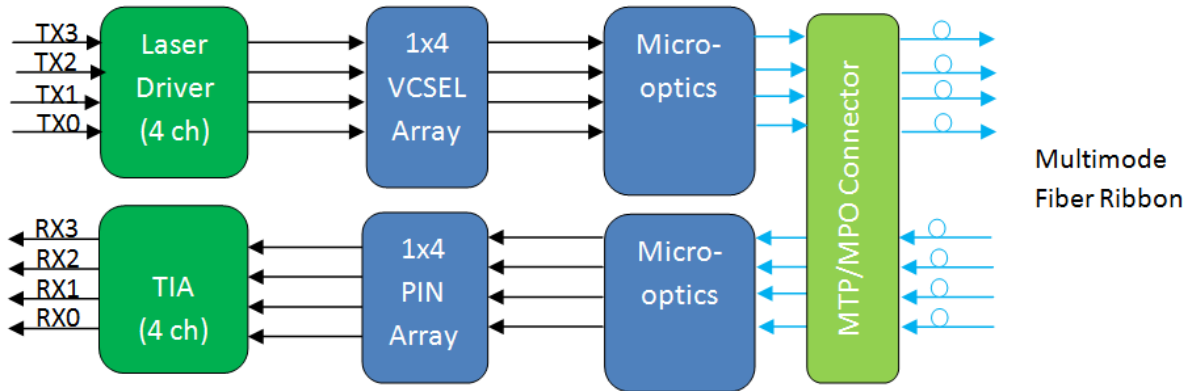 TX3
TX2
TX1
TX0
Laser
Driver
(4 ch)
1x4
VCSEL
Array
Micro-
optics
MTP/MPO Connector
Multimode
Fiber Ribbon
RX3
RX2
RX1
RX0
TIA
(4 ch)
1x4
PIN
Array
Micro-
optics